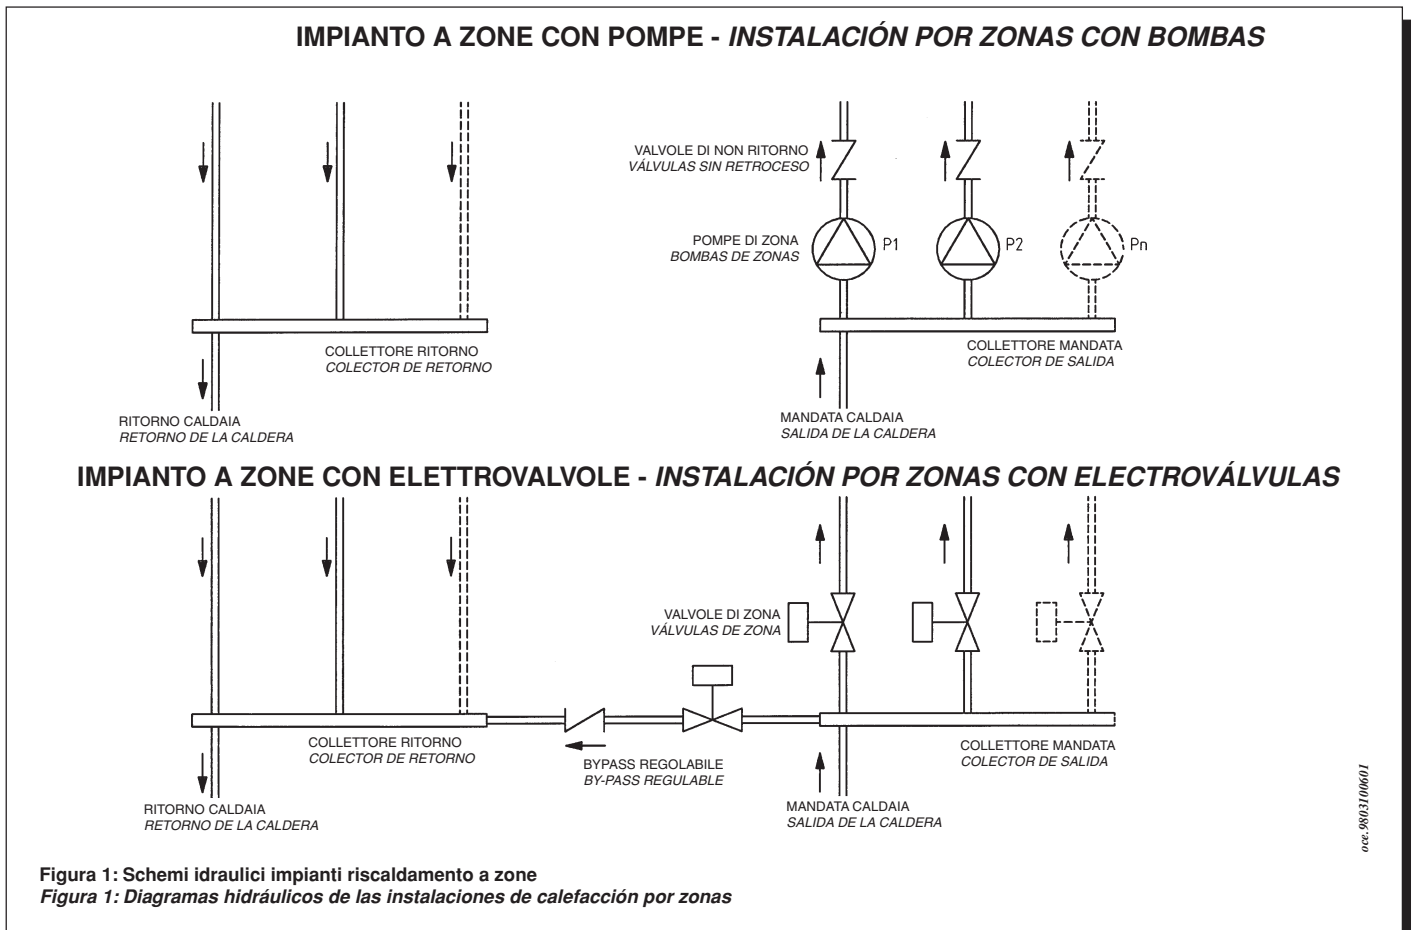 IMPIANTO A ZONE CON POMPE - INSTALACIÓN POR ZONAS CON BOMBAS
VALVOLE DI NON RITORNO
VÁLVULAS SIN RETROCESO
POMPE DI ZONA
BOMBAS DE ZONAS
P1
P2
Pn
COLLETTORE RITORNO
COLECTOR DE RETORNO
COLLETTORE MANDATA
COLECTOR DE SALIDA
RITORNO CALDAIA
RETORNO DE LA CALDERA
MANDATA CALDAIA
SALIDA DE LA CALDERA
IMPIANTO A ZONE CON ELETTROVALVOLE - INSTALACIÓN POR ZONAS CON ELECTROVÁLVULAS
VALVOLE DI ZONA
VÁLVULAS DE ZONA
COLLETTORE RITORNO
COLECTOR DE RETORNO
BYPASS REGOLABILE
BY-PASS REGULABLE
COLLETTORE MANDATA
COLECTOR DE SALIDA
RITORNO CALDAIA
RETORNO DE LA CALDERA
MANDATA CALDAIA
SALIDA DE LA CALDERA
oce.9803100601
Figura 1: Schemi idraulici impianti riscaldamento a zone
Figura 1: Diagramas hidráulicos de las instalaciones de calefacción por zonas